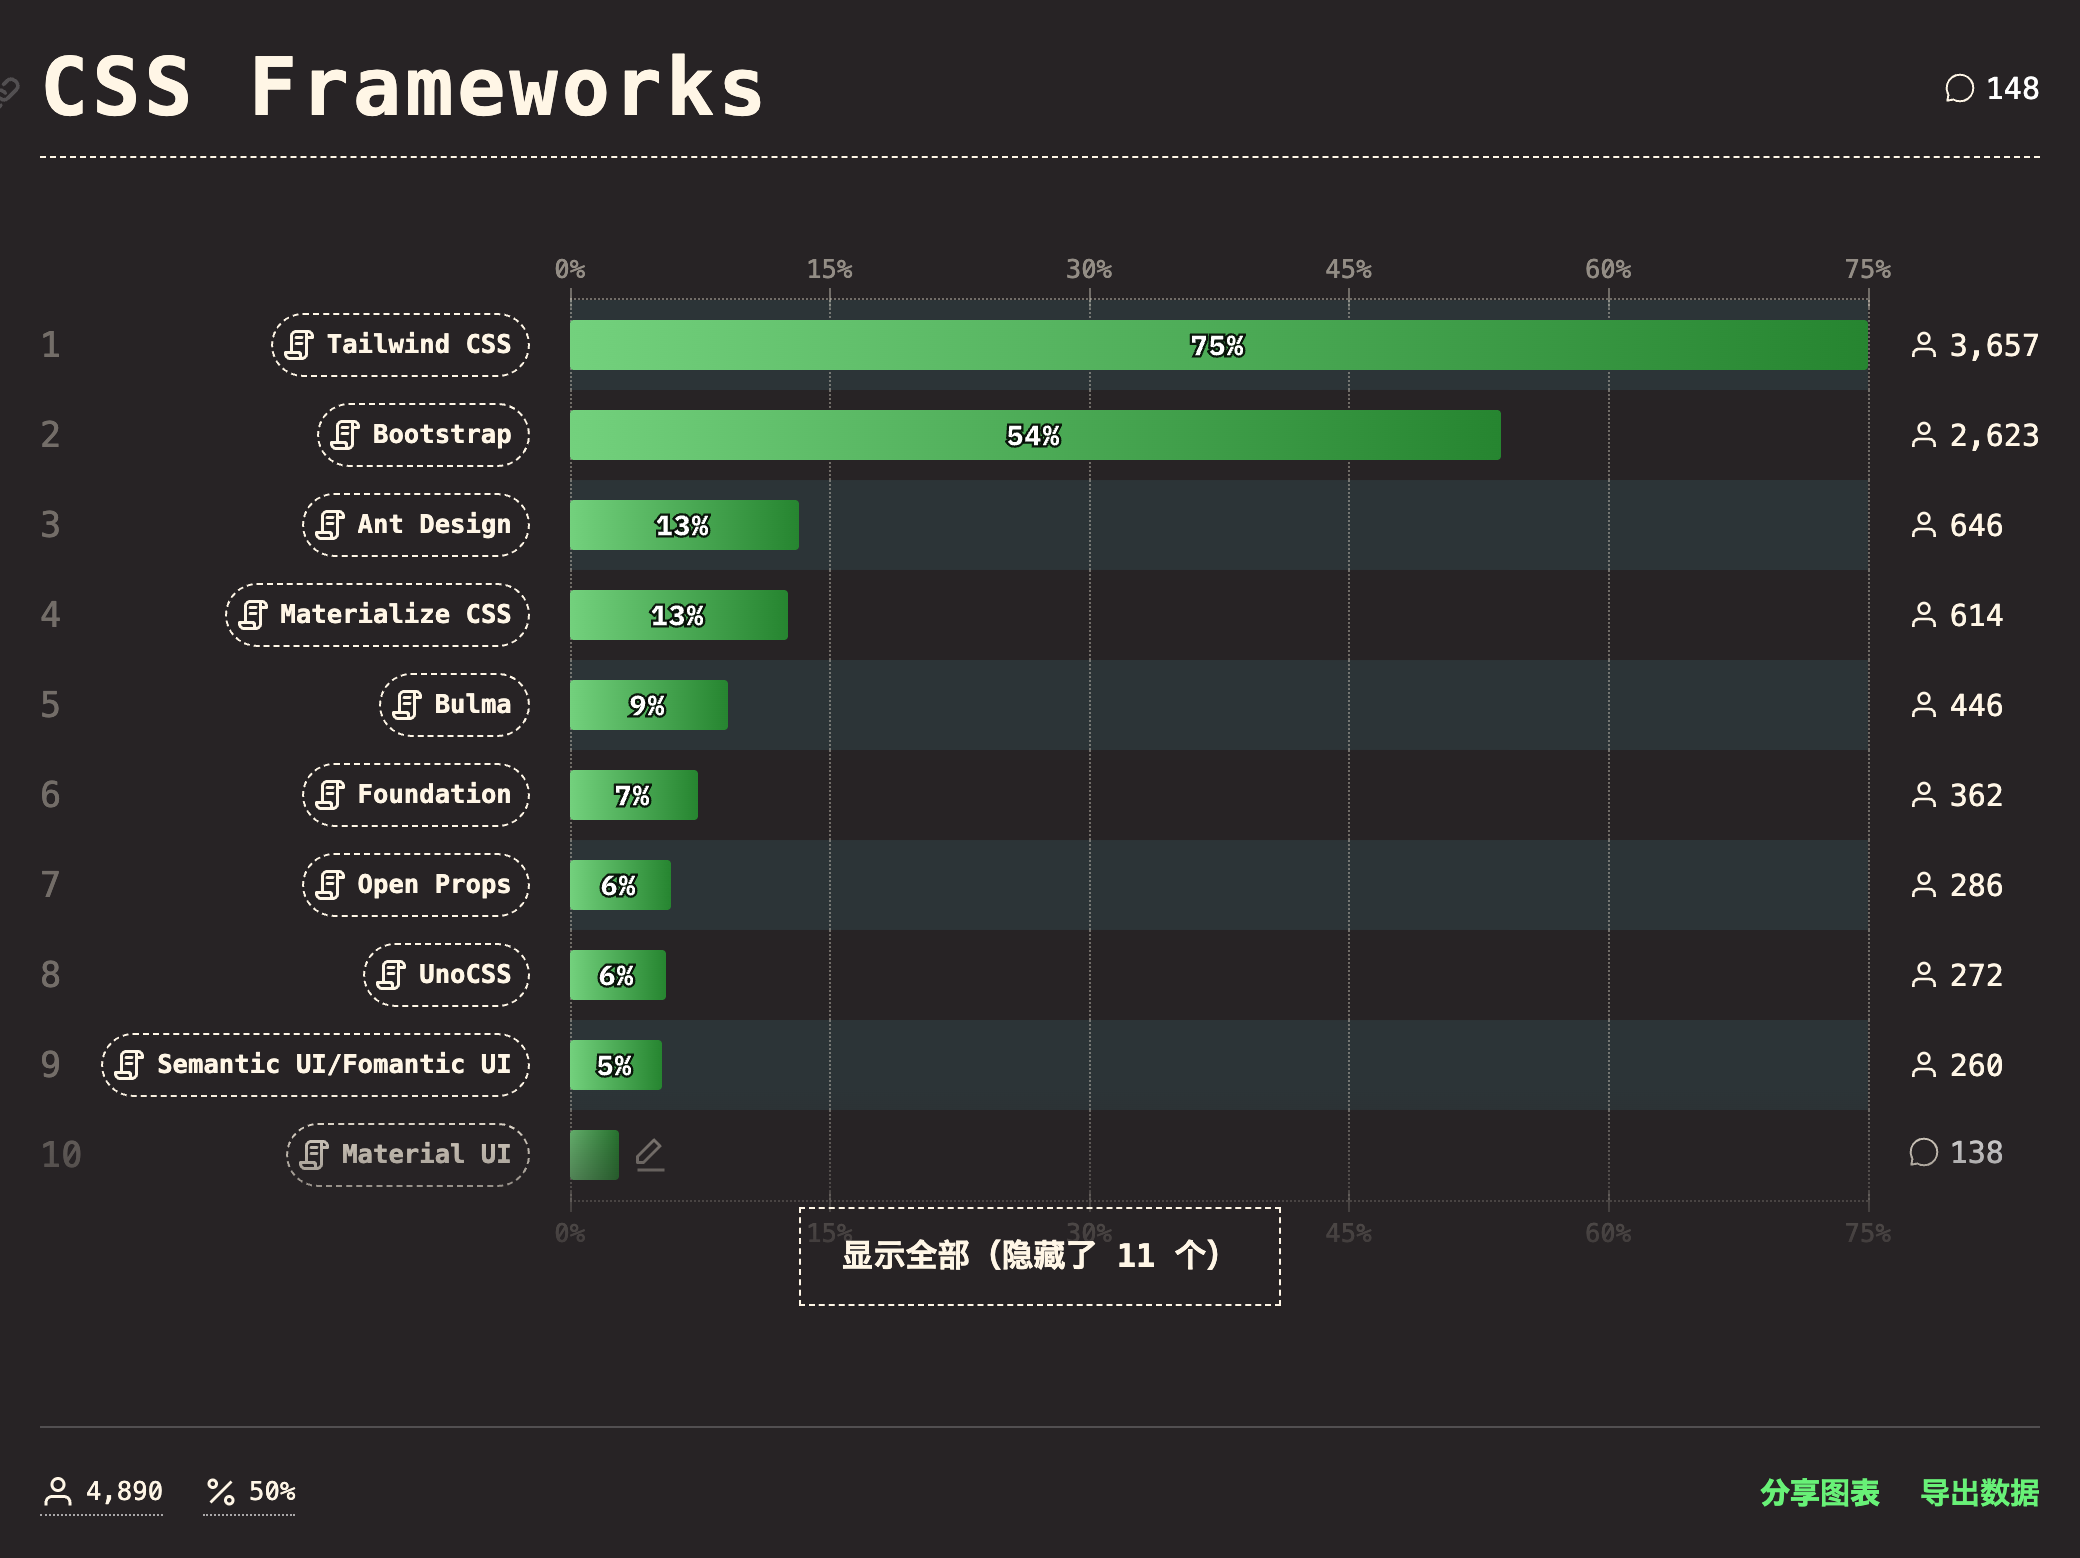 CSS Frameworks
148
0% 15% 30% 45% 60% 75%
1 Tailwind CSS 75% 3,657
2 Bootstrap 54% 2,623
3 Ant Design 13% 646
4 Materialize CSS 13% 614
5 Bulma 9% 446
6 Foundation 7% 362
7 Open Props 6% 286
8 UnoCSS 6% 272
9 Semantic UI/Fomantic UI 5% 260
10 Material UI 138
0% 15% 30% 45% 60% 75%
显示全部（隐藏了 11 个）
4,890 50%
分享图表 导出数据